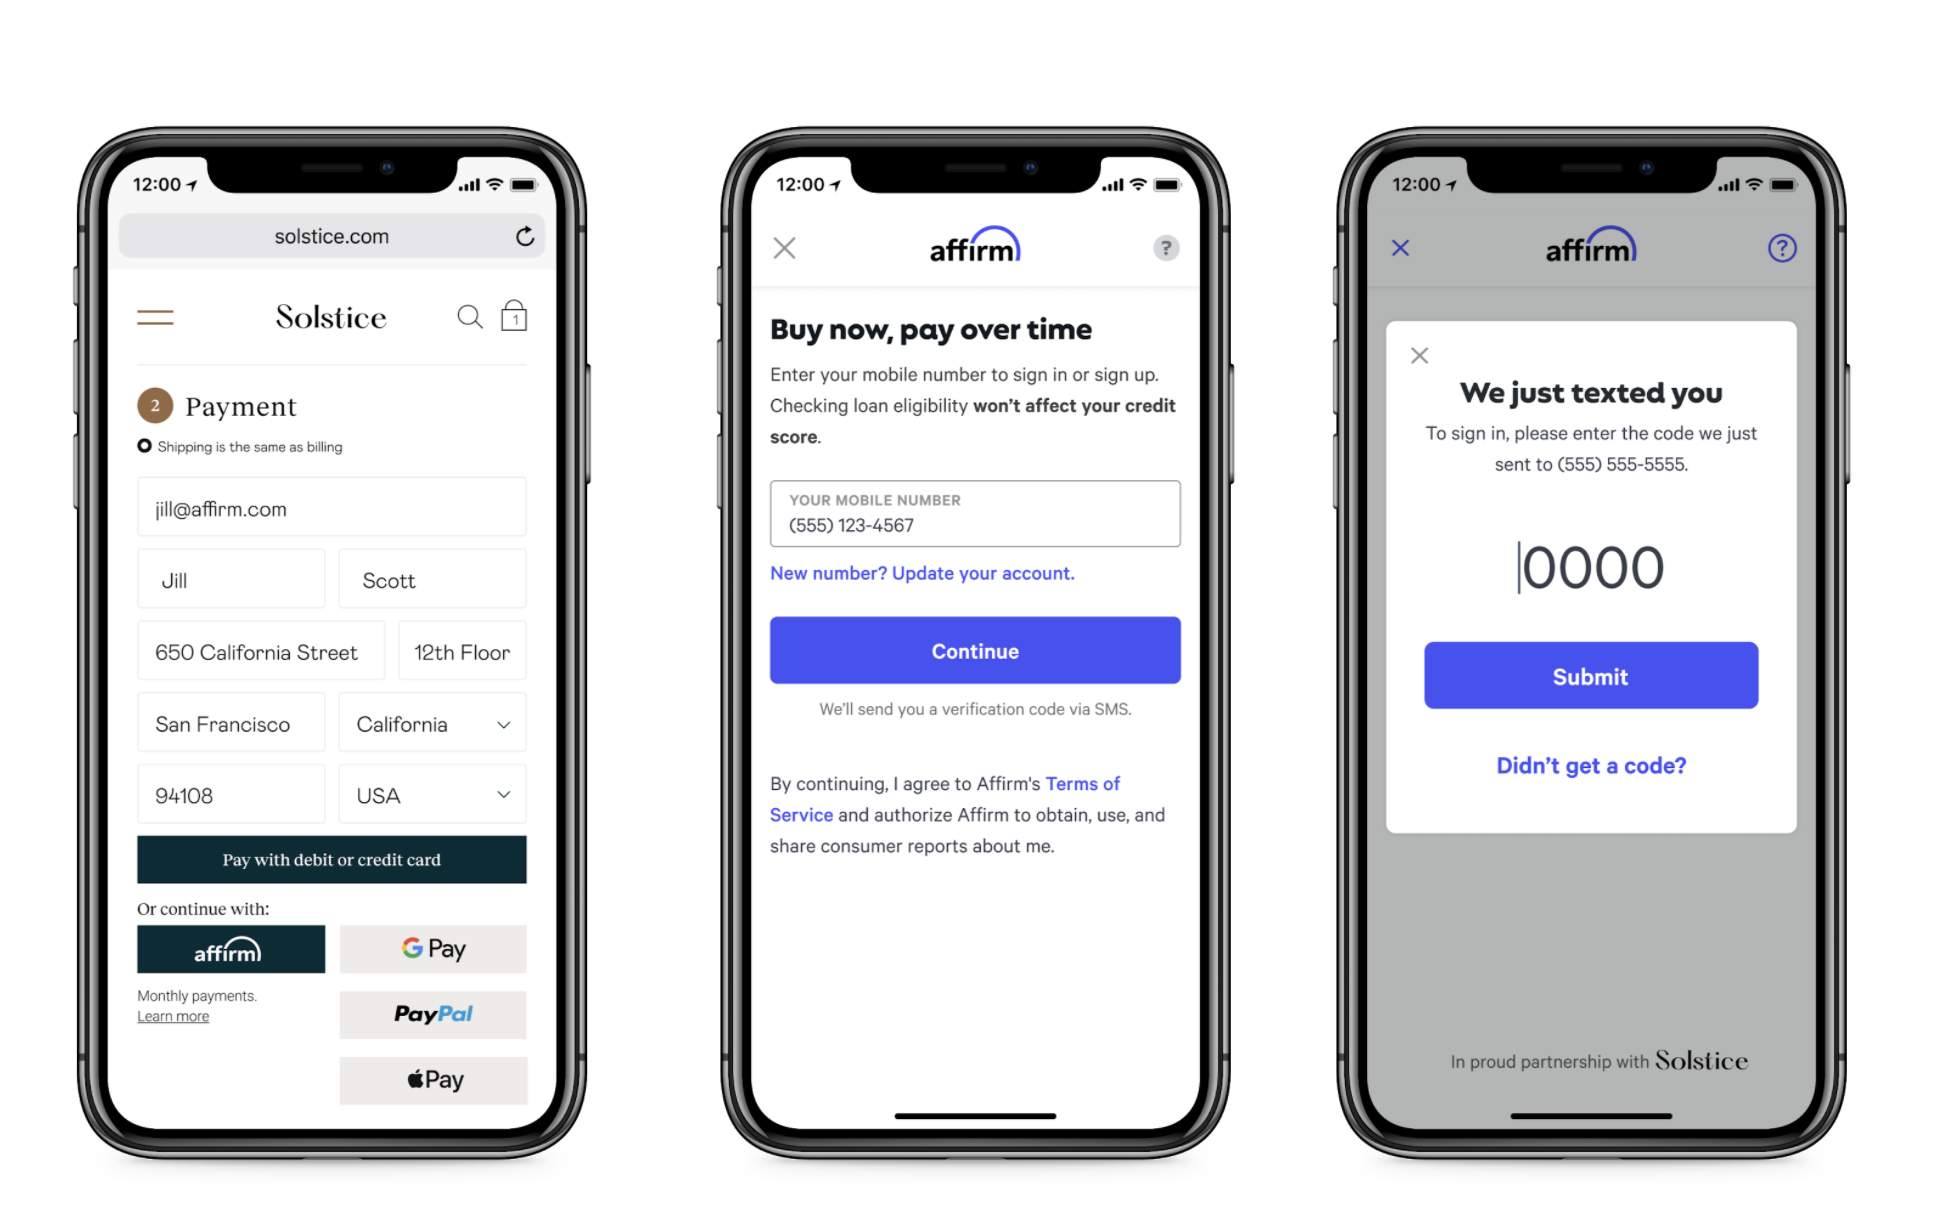 12:00
solstice.com
Solstice
1
2 Payment
Shipping is the same as billing
jill@affirm.com
Jill Scott
650 California Street 12th Floor
San Francisco California
94108 USA
Pay with debit or credit card
Or continue with:
affirm G Pay
Monthly payments.
Learn more
PayPal
Pay
12:00
affirm ?
Buy now, pay over time
Enter your mobile number to sign in or sign up.
Checking loan eligibility won't affect your credit
score.
YOUR MOBILE NUMBER
(555) 123-4567
New number? Update your account.
Continue
We'll send you a verification code via SMS.
By continuing, I agree to Affirm's Terms of
Service and authorize Affirm to obtain, use, and
share consumer reports about me.
12:00
affirm ?
We just texted you
To sign in, please enter the code we just
sent to (555) 555-5555.
0000
Submit
Didn't get a code?
In proud partnership with Solstice